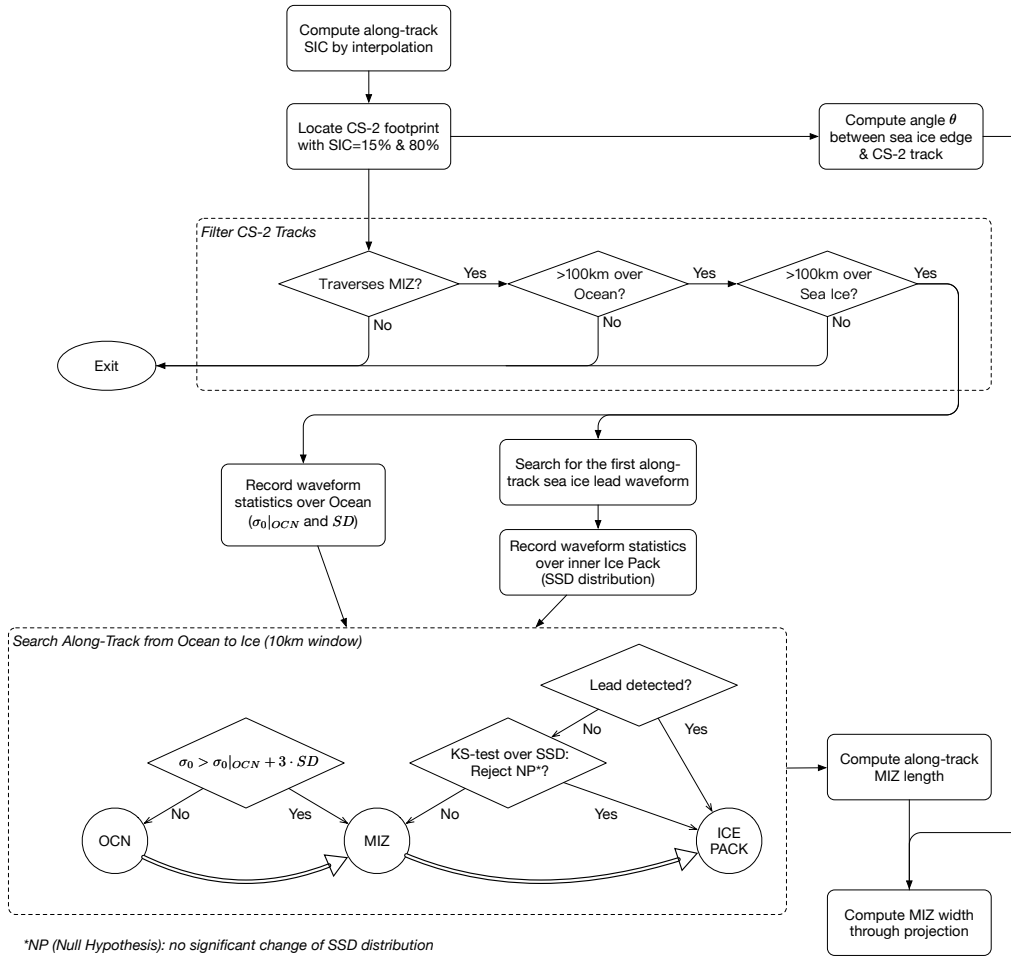 Compute along-track
SIC by interpolation
Locate CS-2 footprint
with SIC=15% & 80%
Compute angle θ
between sea ice edge
& CS-2 track
Filter CS-2 Tracks
Traverses MIZ?
Yes
>100km over
Ocean?
Yes
>100km over
Sea Ice?
Yes
No
No
No
Exit
Record waveform
statistics over Ocean
(σ₀|OCN and SD)
Search for the first along-
track sea ice lead waveform
Record waveform statistics
over inner Ice Pack
(SSD distribution)
Search Along-Track from Ocean to Ice (10km window)
Lead detected?
No
Yes
σ₀ > σ₀|OCN + 3 · SD
KS-test over SSD:
Reject NP*?
No
Yes
No
Yes
OCN
MIZ
ICE
PACK
Compute along-track
MIZ length
Compute MIZ width
through projection
*NP (Null Hypothesis): no significant change of SSD distribution